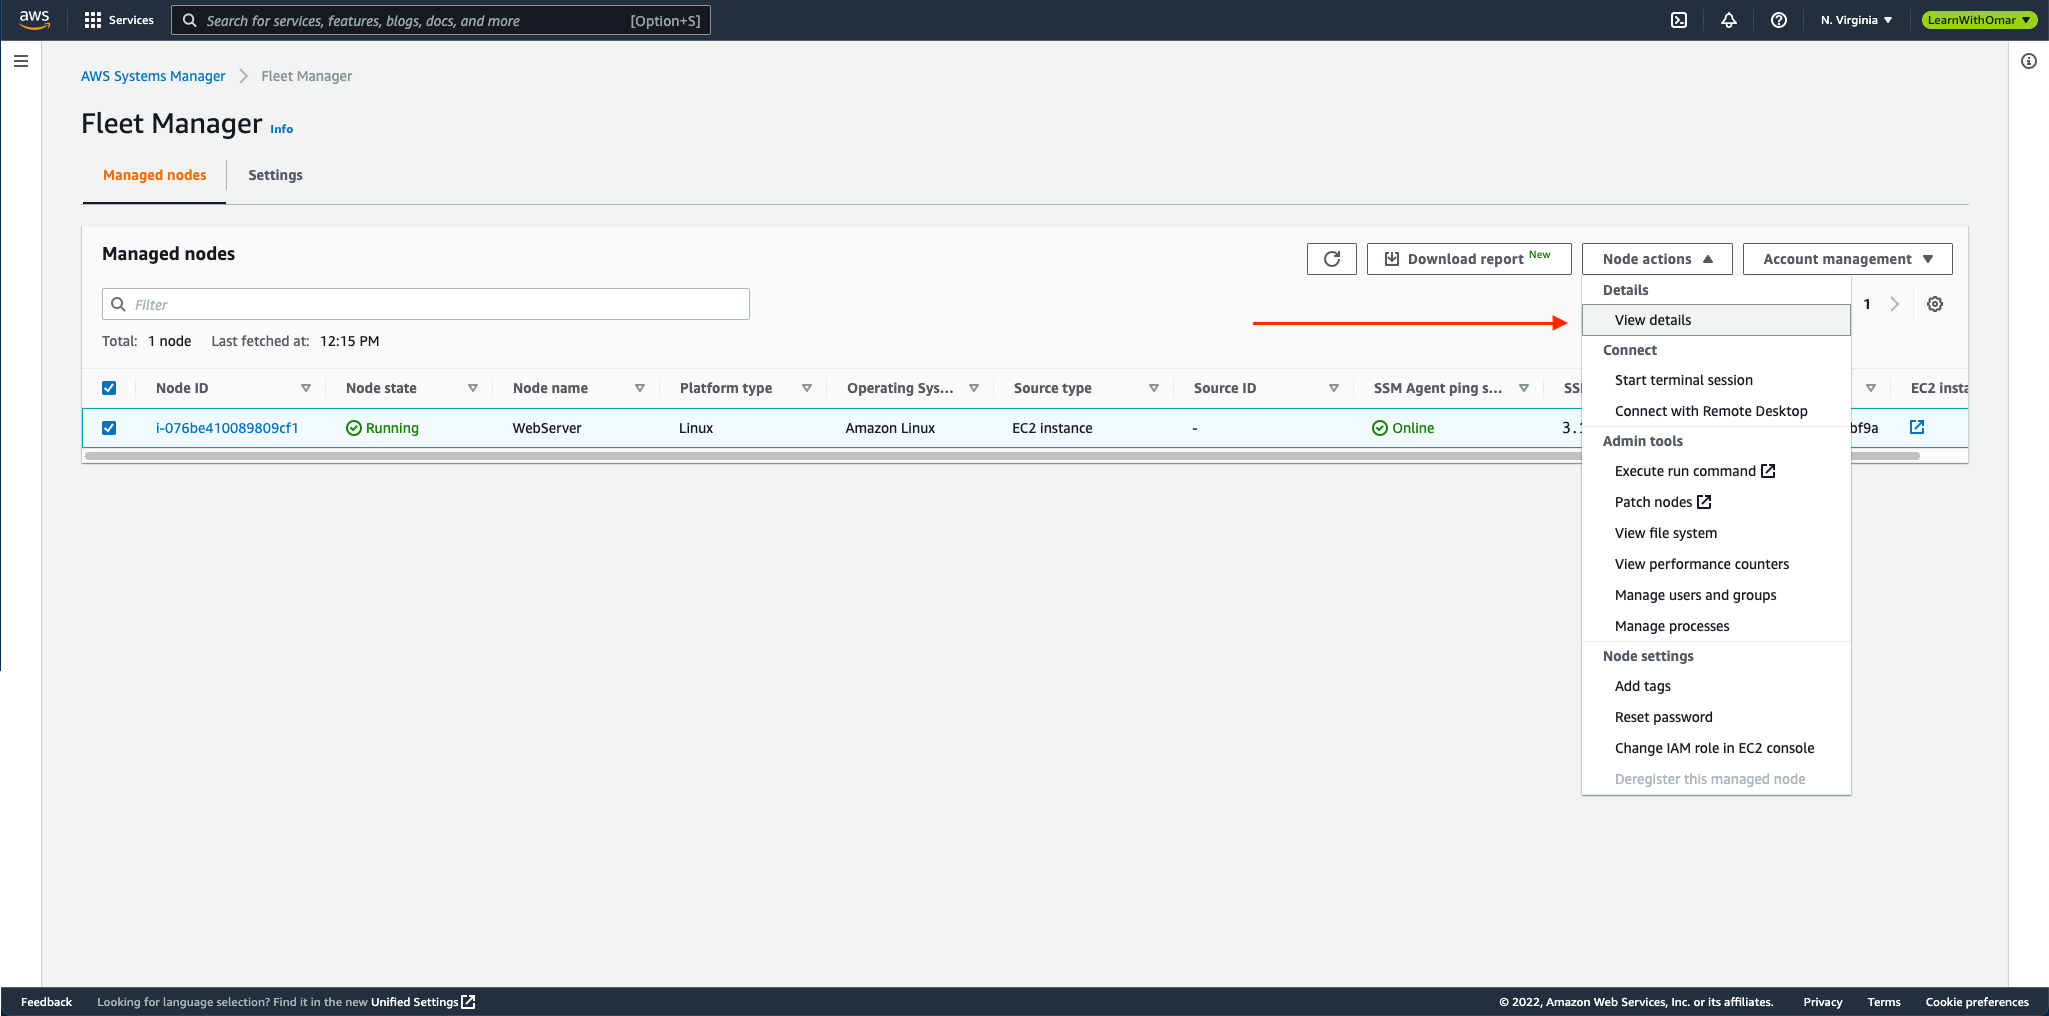 aws
Services
Search for services, features, blogs, docs, and more [Option+S]
N. Virginia
LearnWithOmar
AWS Systems Manager
Fleet Manager
Fleet Manager Info
Managed nodes
Settings
Managed nodes
Download report New
Node actions
Account management
Filter
1
Total: 1 node Last fetched at: 12:15 PM
Node ID Node state Node name Platform type Operating Sys... Source type Source ID SSM Agent ping s... EC2 insta
i-076be410089809cf1 Running WebServer Linux Amazon Linux EC2 instance - Online bf9a
Details
View details
Connect
Start terminal session
Connect with Remote Desktop
Admin tools
Execute run command
Patch nodes
View file system
View performance counters
Manage users and groups
Manage processes
Node settings
Add tags
Reset password
Change IAM role in EC2 console
Deregister this managed node
Feedback Looking for language selection? Find it in the new Unified Settings © 2022, Amazon Web Services, Inc. or its affiliates. Privacy Terms Cookie preferences